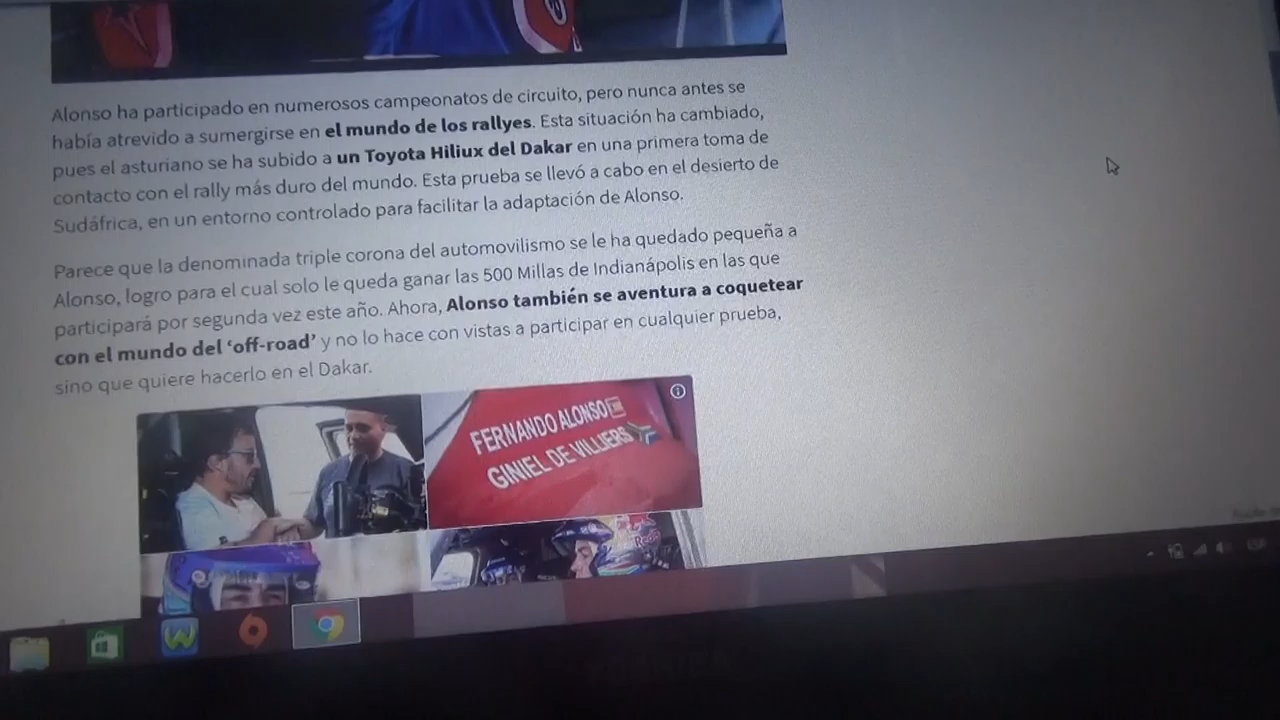 Alonso ha participado en numerosos campeonatos de circuito, pero nunca antes se
había atrevido a sumergirse en el mundo de los rallyes. Esta situación ha cambiado,
pues el asturiano se ha subido a un Toyota Hiliux del Dakar en una primera toma de
contacto con el rally más duro del mundo. Esta prueba se llevó a cabo en el desierto de
Sudáfrica, en un entorno controlado para facilitar la adaptación de Alonso.
Parece que la denominada triple corona del automovilismo se le ha quedado pequeña a
Alonso, logro para el cual solo le queda ganar las 500 Millas de Indianápolis en las que
participará por segunda vez este año. Ahora, Alonso también se aventura a coquetear
con el mundo del ‘off-road’ y no lo hace con vistas a participar en cualquier prueba,
sino que quiere hacerlo en el Dakar.
FERNANDO ALONSO
GINIEL DE VILLIERS